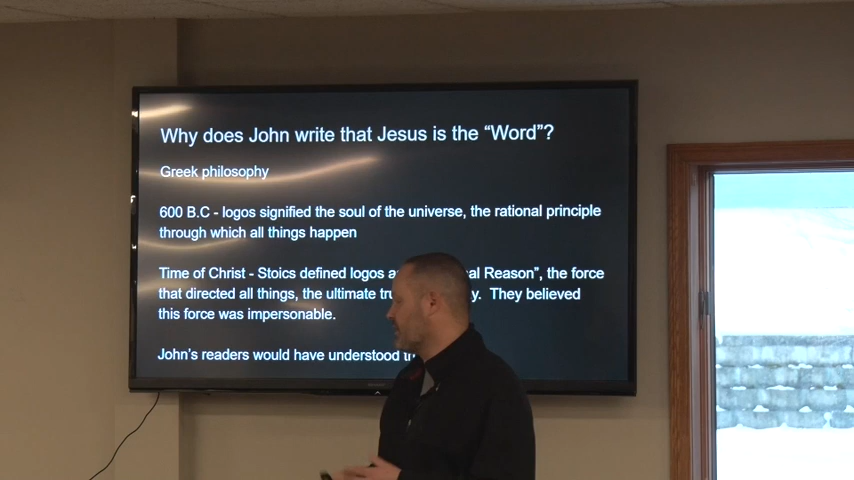 Why does John write that Jesus is the “Word”?
Greek philosophy
600 B.C - logos signified the soul of the universe, the rational principle
through which all things happen
Time of Christ - Stoics defined logos Reason”, the force
that directed all things, the ultimate They believed
this force was impersonable.
John’s readers would have understood